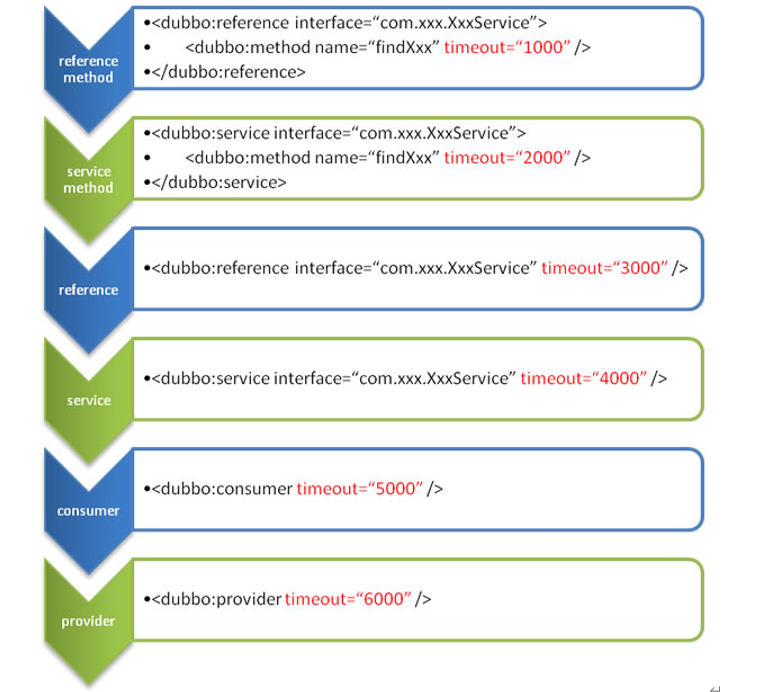 reference
method
•<dubbo:reference interface=“com.xxx.XxxService”>
• <dubbo:method name=“findXxx” timeout=“1000” />
•</dubbo:reference>
service
method
•<dubbo:service interface=“com.xxx.XxxService”>
• <dubbo:method name=“findXxx” timeout=“2000” />
•</dubbo:service>
reference
•<dubbo:reference interface=“com.xxx.XxxService” timeout=“3000” />
service
•<dubbo:service interface=“com.xxx.XxxService” timeout=“4000” />
consumer
•<dubbo:consumer timeout=“5000” />
provider
•<dubbo:provider timeout=“6000” />